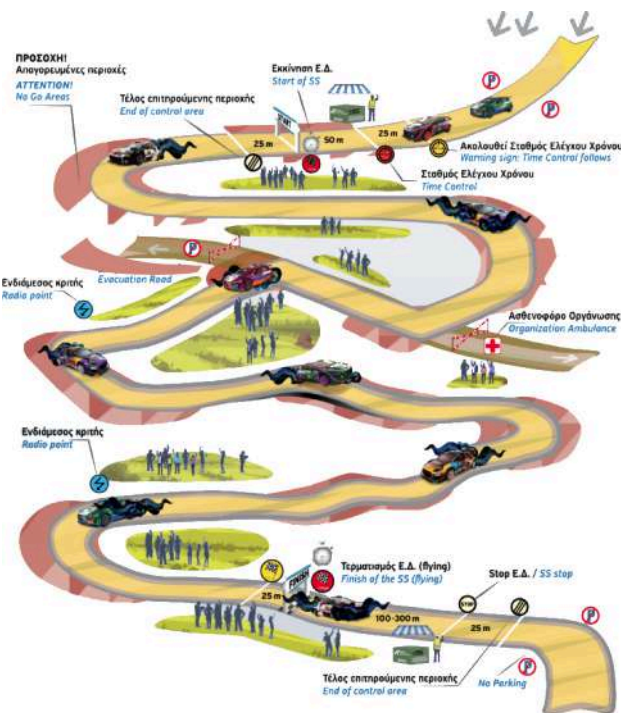 ΠΡΟΣΟΧΗ!
Απαγορευμένες περιοχές
ATTENTION!
No Go Areas
Εκκίνηση Ε.Δ.
Start of SS
Τέλος επιτηρούμενης περιοχής
End of control area
START
25 m
50 m
25 m
Ακολουθεί Σταθμός Ελέγχου Χρόνου
Warning sign: Time Control follows
Σταθμός Ελέγχου Χρόνου
Time Control
P
P
P
Evacuation Road
Ενδιάμεσος κριτής
Radio point
Ασθενοφόρο Οργάνωσης
Organization Ambulance
Ενδιάμεσος κριτής
Radio point
FINISH
Τερματισμός Ε.Δ. (flying)
Finish of the SS (flying)
Stop Ε.Δ. / SS stop
STOP
25 m
100-300 m
25 m
P
P
Τέλος επιτηρούμενης περιοχής
End of control area
No Parking